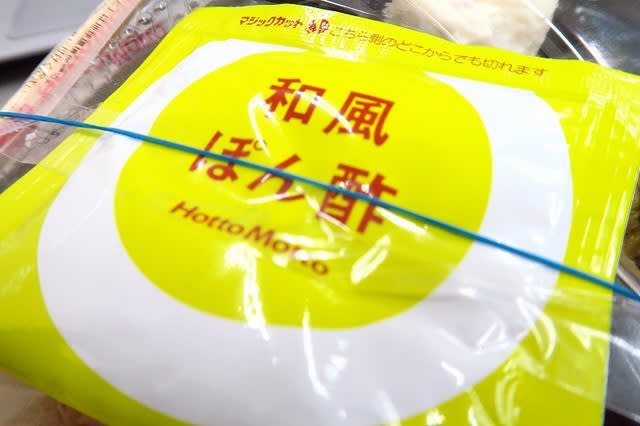 マジックカット こちら側のどこからでも切れます
和風
ぽん酢
HottoMotto